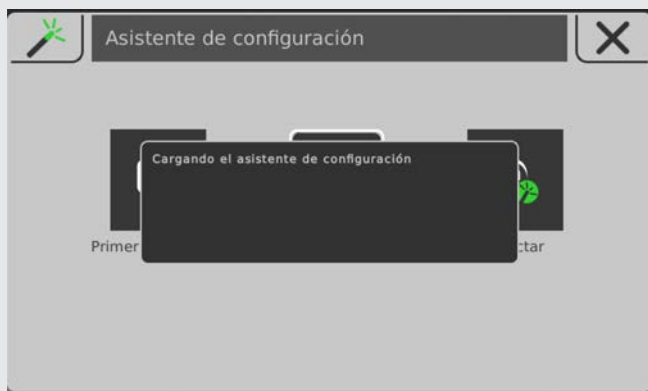 Asistente de configuración
Cargando el asistente de configuración
Primer
ctar